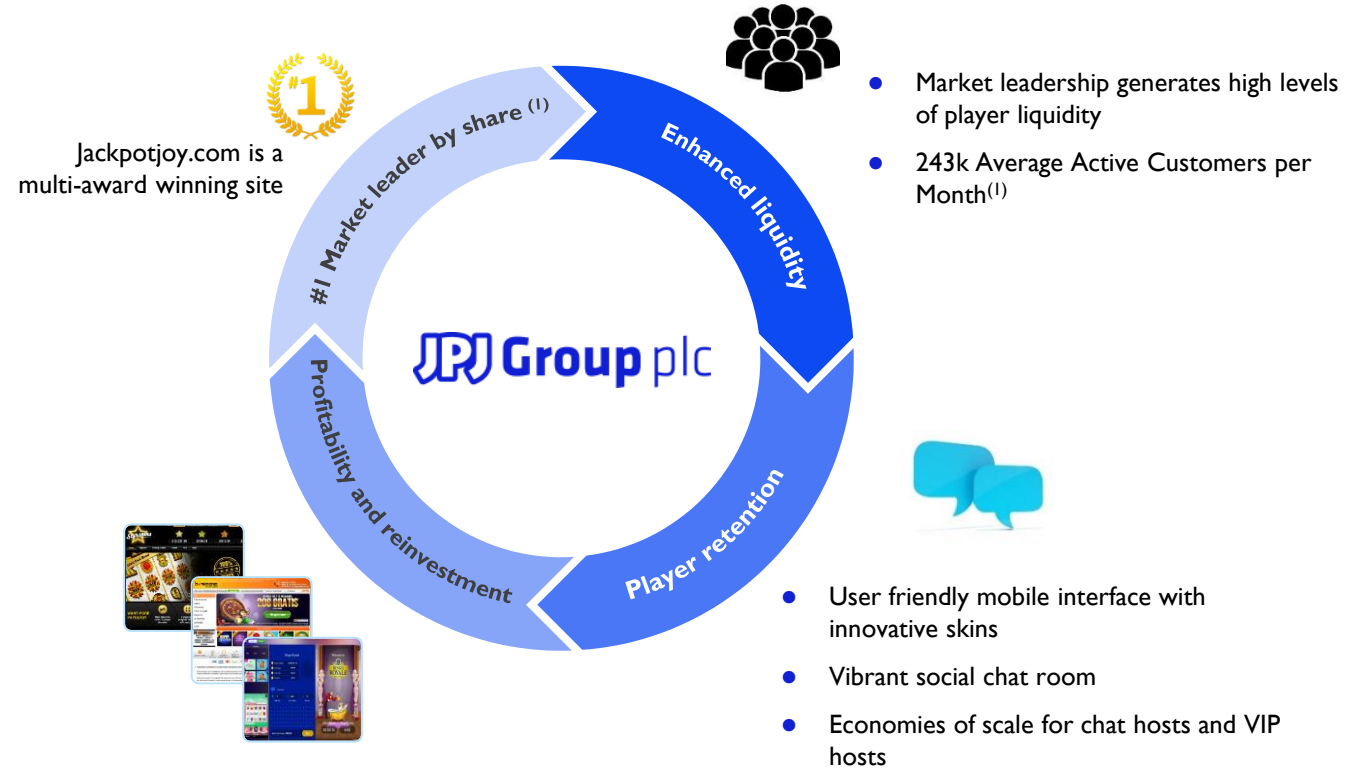 #1
Jackpotjoy.com is a
multi-award winning site
#1 Market leader by share (1)
Enhanced liquidity
● Market leadership generates high levels
of player liquidity
● 243k Average Active Customers per
Month(1)
JPJ Group plc
Profitability and reinvestment
Player retention
● User friendly mobile interface with
innovative skins
● Vibrant social chat room
● Economies of scale for chat hosts and VIP
hosts